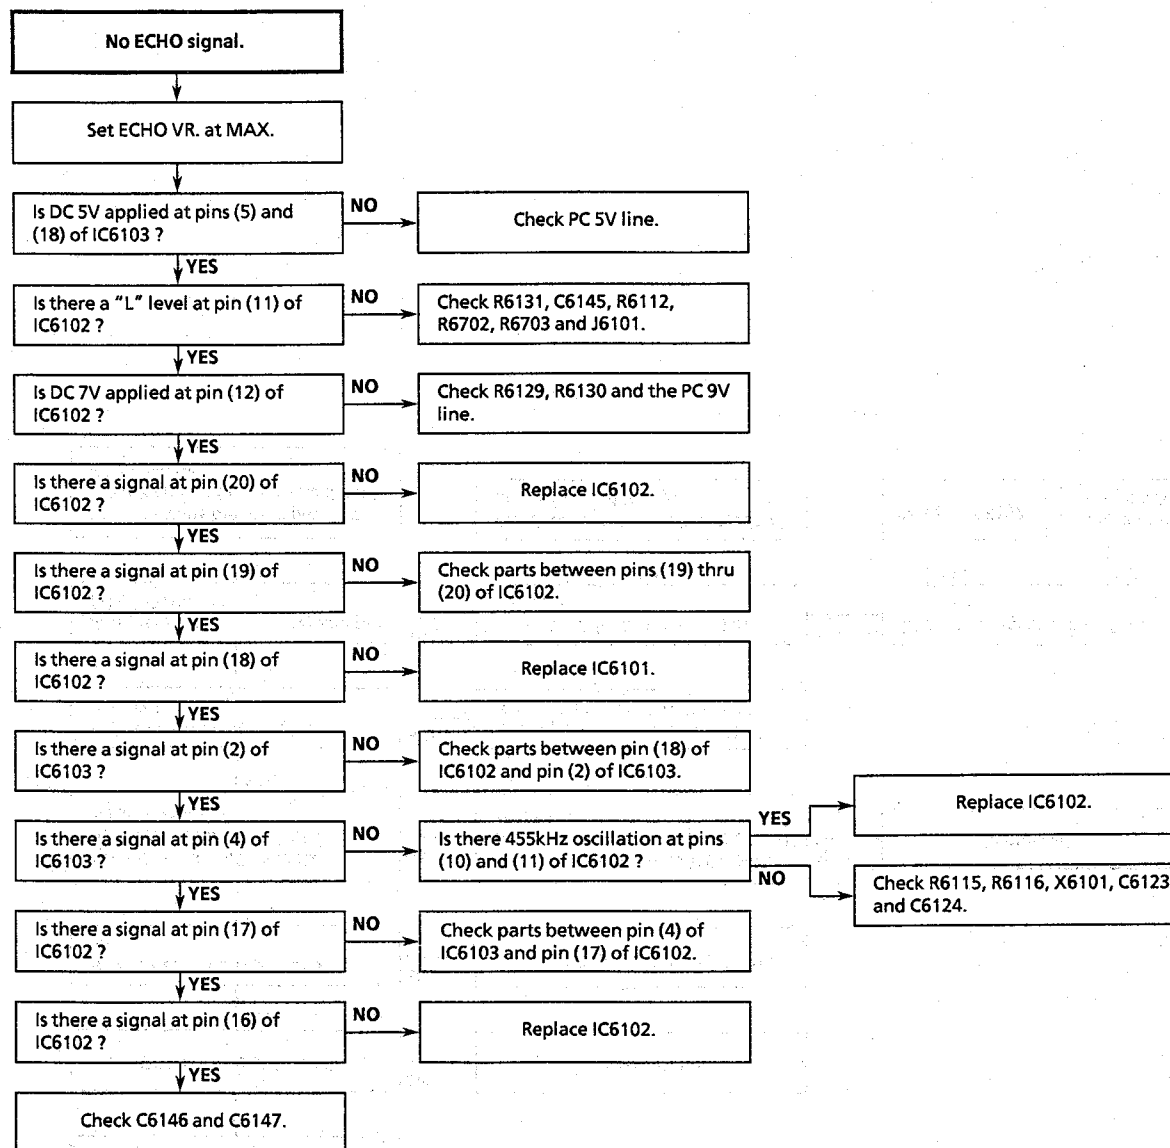 No ECHO signal.
Set ECHO VR. at MAX.
Is DC 5V applied at pins (5) and
(18) of IC6103 ?
NO
Check PC 5V line.
YES
Is there a "L" level at pin (11) of
IC6102 ?
NO
Check R6131, C6145, R6112,
R6702, R6703 and J6101.
YES
Is DC 7V applied at pin (12) of
IC6102 ?
NO
Check R6129, R6130 and the PC 9V
line.
YES
Is there a signal at pin (20) of
IC6102 ?
NO
Replace IC6102.
YES
Is there a signal at pin (19) of
IC6102 ?
NO
Check parts between pins (19) thru
(20) of IC6102.
YES
Is there a signal at pin (18) of
IC6102 ?
NO
Replace IC6101.
YES
Is there a signal at pin (2) of
IC6103 ?
NO
Check parts between pin (18) of
IC6102 and pin (2) of IC6103.
YES
Is there a signal at pin (4) of
IC6103 ?
NO
Is there 455kHz oscillation at pins
(10) and (11) of IC6102 ?
YES
Replace IC6102.
NO
Check R6115, R6116, X6101, C6123
and C6124.
YES
Is there a signal at pin (17) of
IC6102 ?
NO
Check parts between pin (4) of
IC6103 and pin (17) of IC6102.
YES
Is there a signal at pin (16) of
IC6102 ?
NO
Replace IC6102.
YES
Check C6146 and C6147.